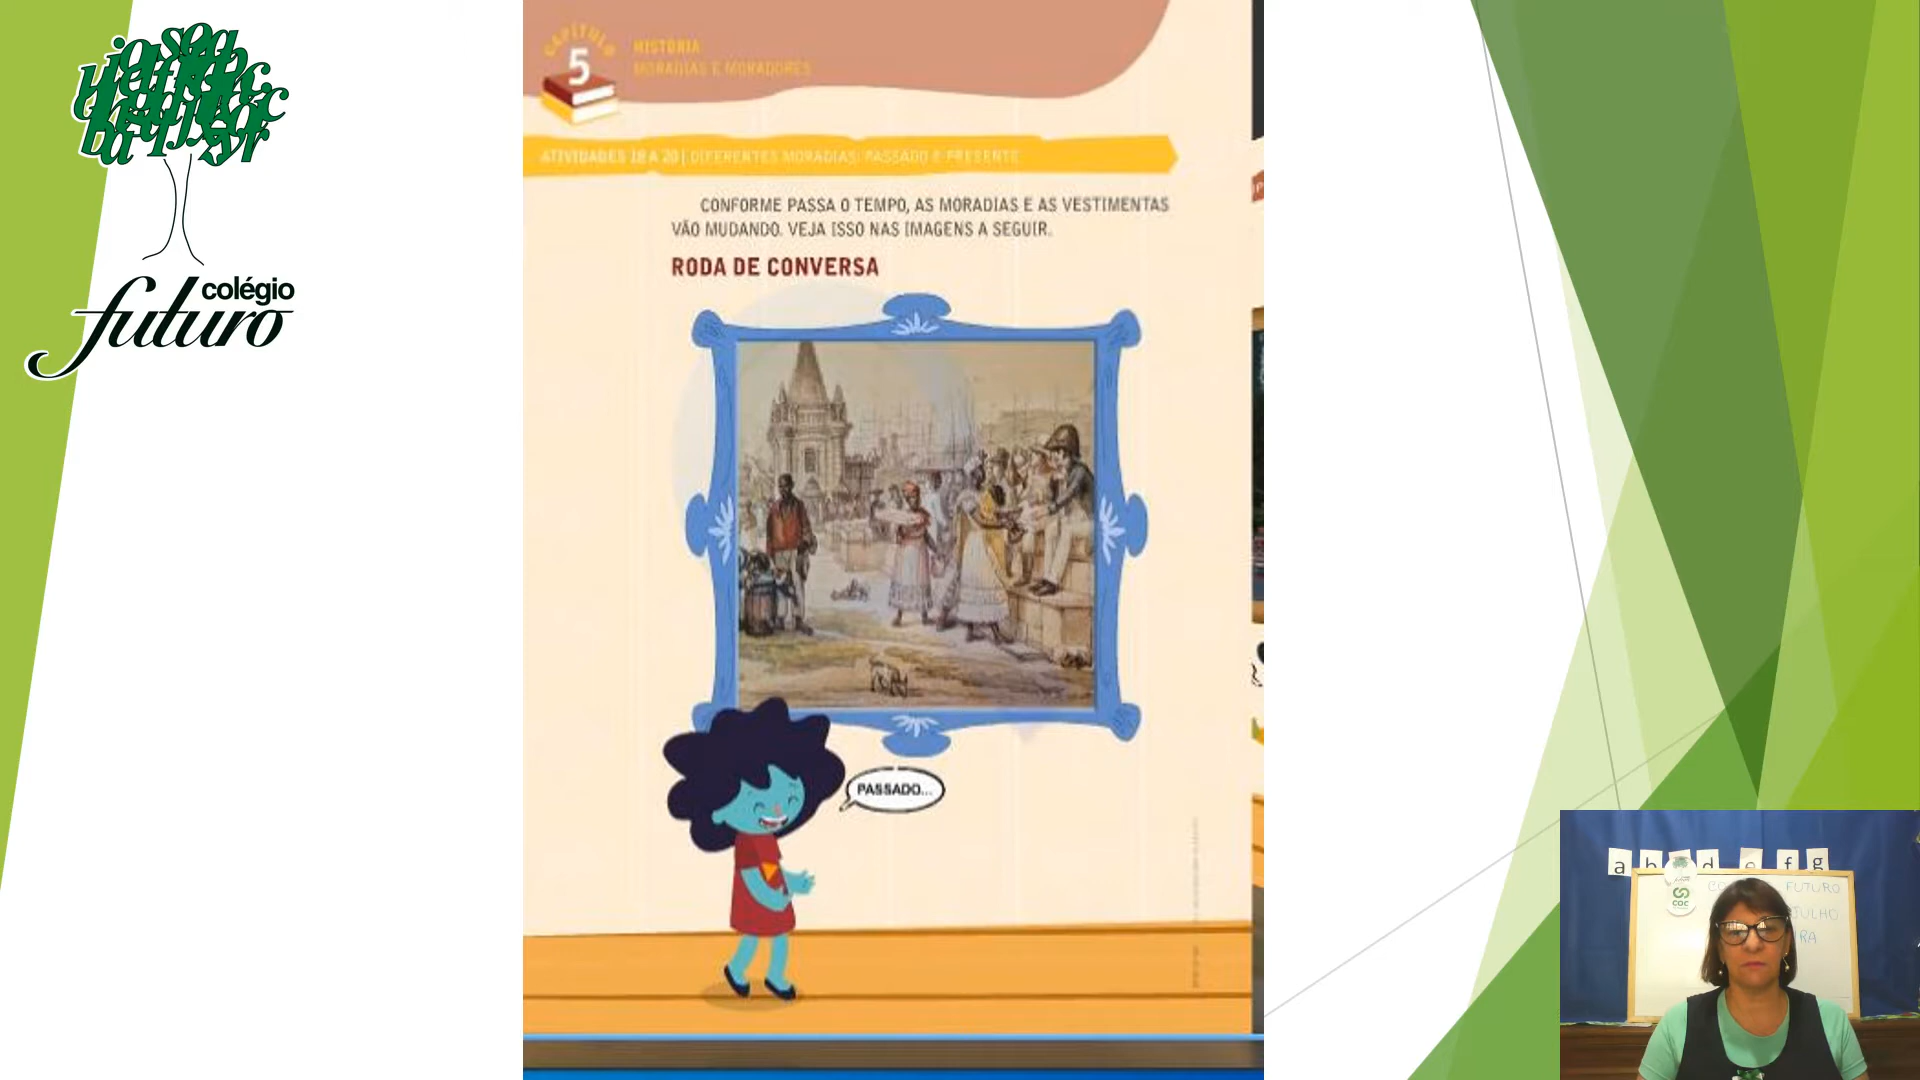 colégio
futuro
CAPÍTULO
5
HISTÓRIA
MORADIAS E MORADORES
ATIVIDADES 18 A 20 | DIFERENTES MORADIAS: PASSADO E PRESENTE
CONFORME PASSA O TEMPO, AS MORADIAS E AS VESTIMENTAS
VÃO MUDANDO. VEJA ISSO NAS IMAGENS A SEGUIR.
RODA DE CONVERSA
PASSADO...
a b d e f g
COC
FUTURO
JULHO